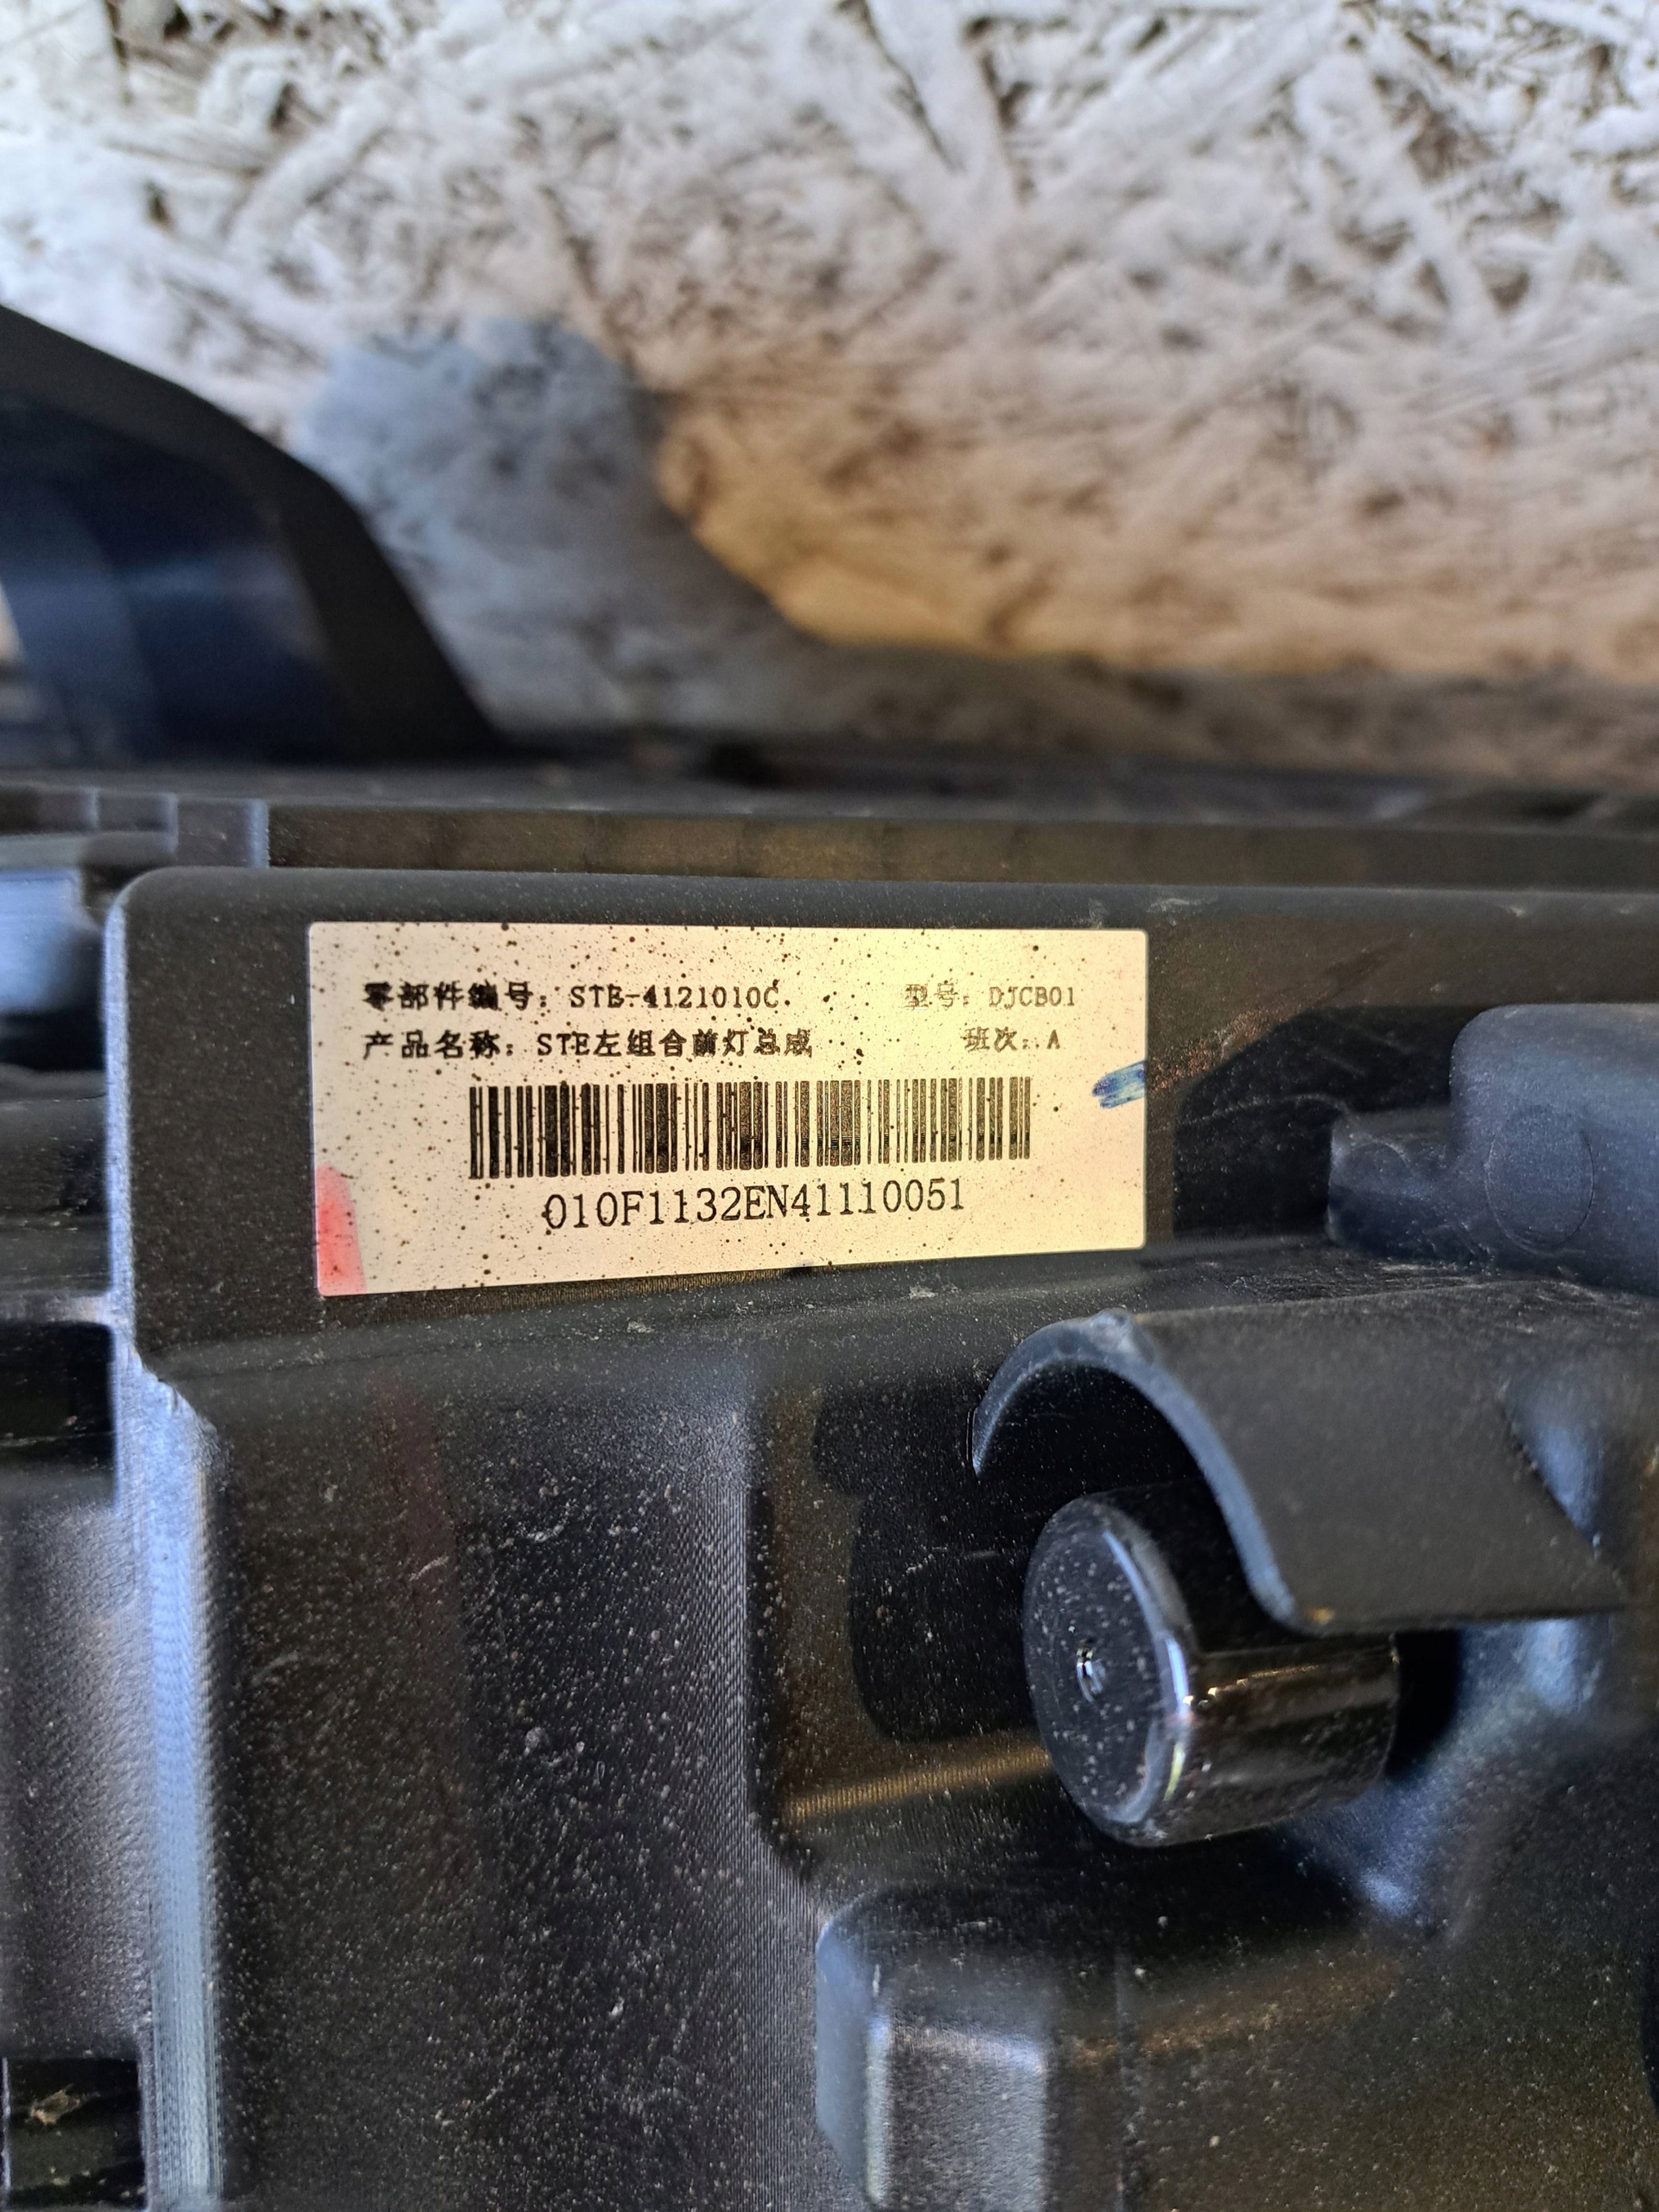 零部件编号: STE-4121010C 型号: DJCB01
产品名称: STE左组合前灯总成 班次: A
010F1132EN41110051